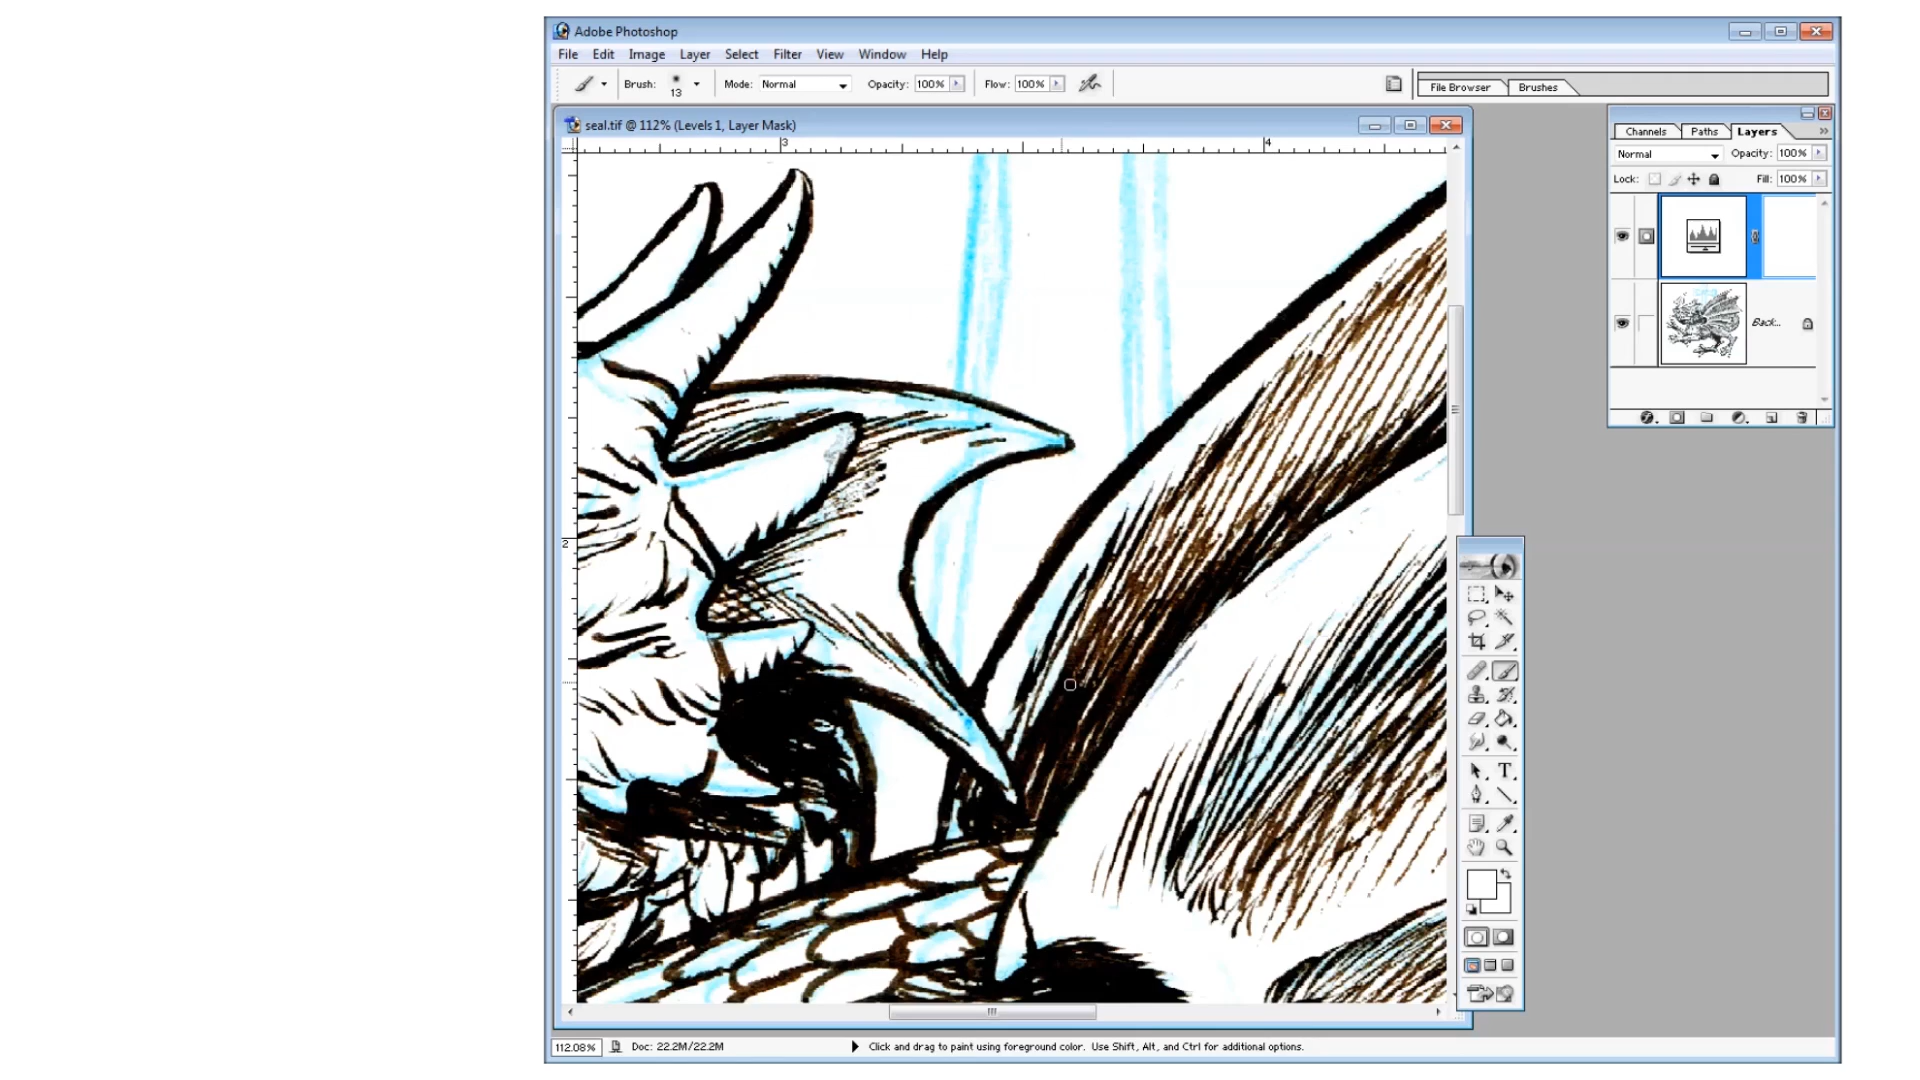 Adobe Photoshop
File Edit Image Layer Select Filter View Window Help
Brush: 13 Mode: Normal Opacity: 100% Flow: 100% File Browser Brushes
seal.tif @ 112% (Levels 1, Layer Mask)
3 4
2
Channels Paths Layers
Normal Opacity: 100%
Lock: Fill: 100%
Back...
112.08% Doc: 22.2M/22.2M Click and drag to paint using foreground color. Use Shift, Alt, and Ctrl for additional options.